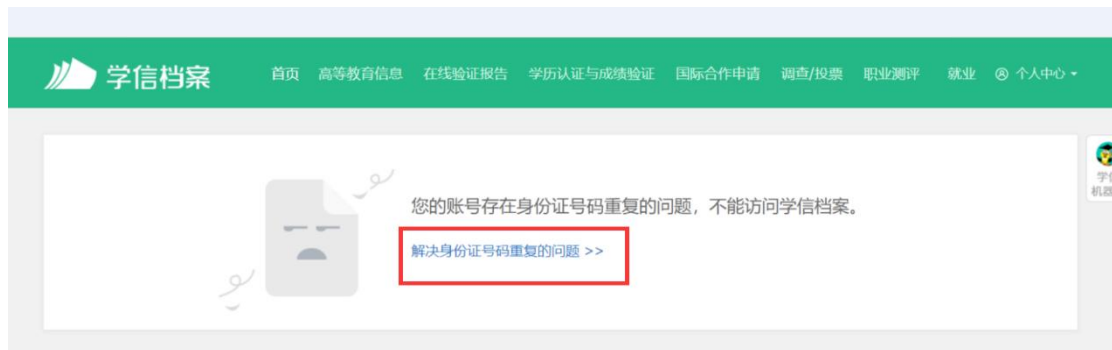 学信档案 首页 高等教育信息 在线验证报告 学历认证与成绩验证 国际合作申请 调查/投票 职业测评 就业 个人中心
您的账号存在身份证号码重复的问题，不能访问学信档案。
解决身份证号码重复的问题 >>